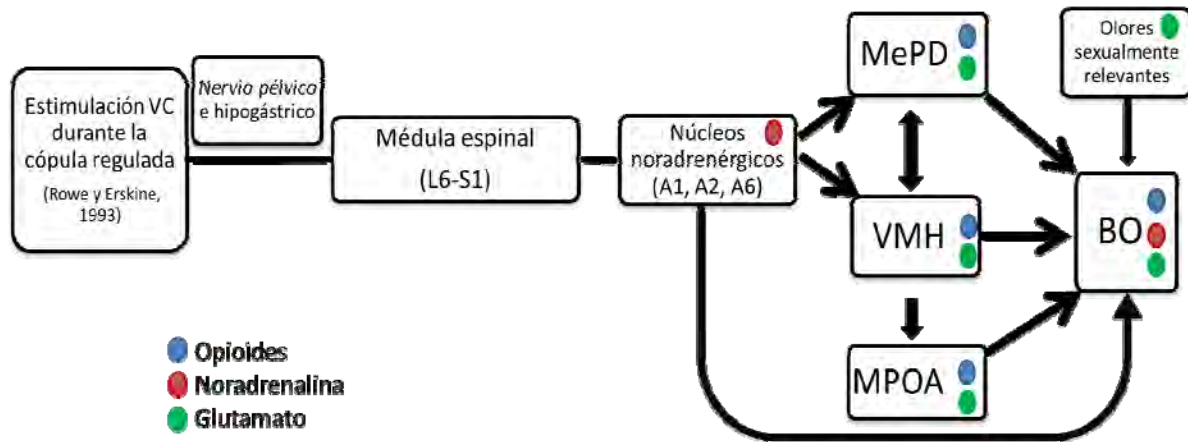 Estimulación VC
durante la
cópula regulada
(Rowe y Erskine,
1993)
Nervio pélvico
e hipogástrico
Médula espinal
(L6-S1)
Núcleos
noradrenérgicos
(A1, A2, A6)
MePD
VMH
MPOA
Olores
sexualmente
relevantes
BO
Opioides
Noradrenalina
Glutamato